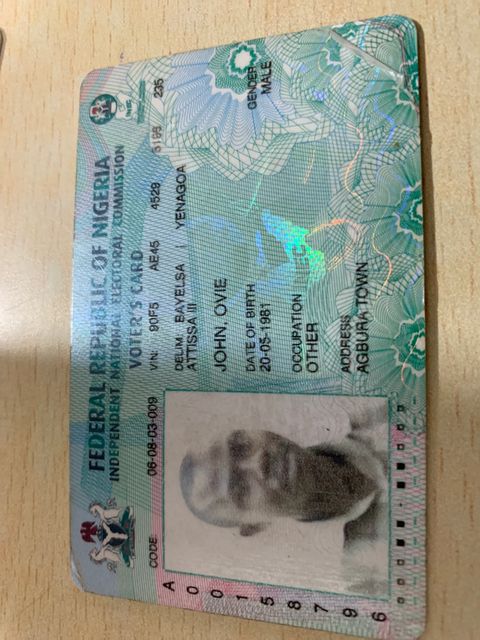 FEDERAL REPUBLIC OF NIGERIA
INDEPENDENT NATIONAL ELECTORAL COMMISSION
VOTER'S CARD
CODE 06-08-03-009 VIN: 90F5 AE45 4529 5195 235
DELIM: BAYELSA YENAGOA
ATTISSA III
JOHN, OVIE
DATE OF BIRTH
20-05-1981
GENDER
MALE
OCCUPATION
OTHER
INEC
ADDRESS
AGBURA TOWN
A00158796